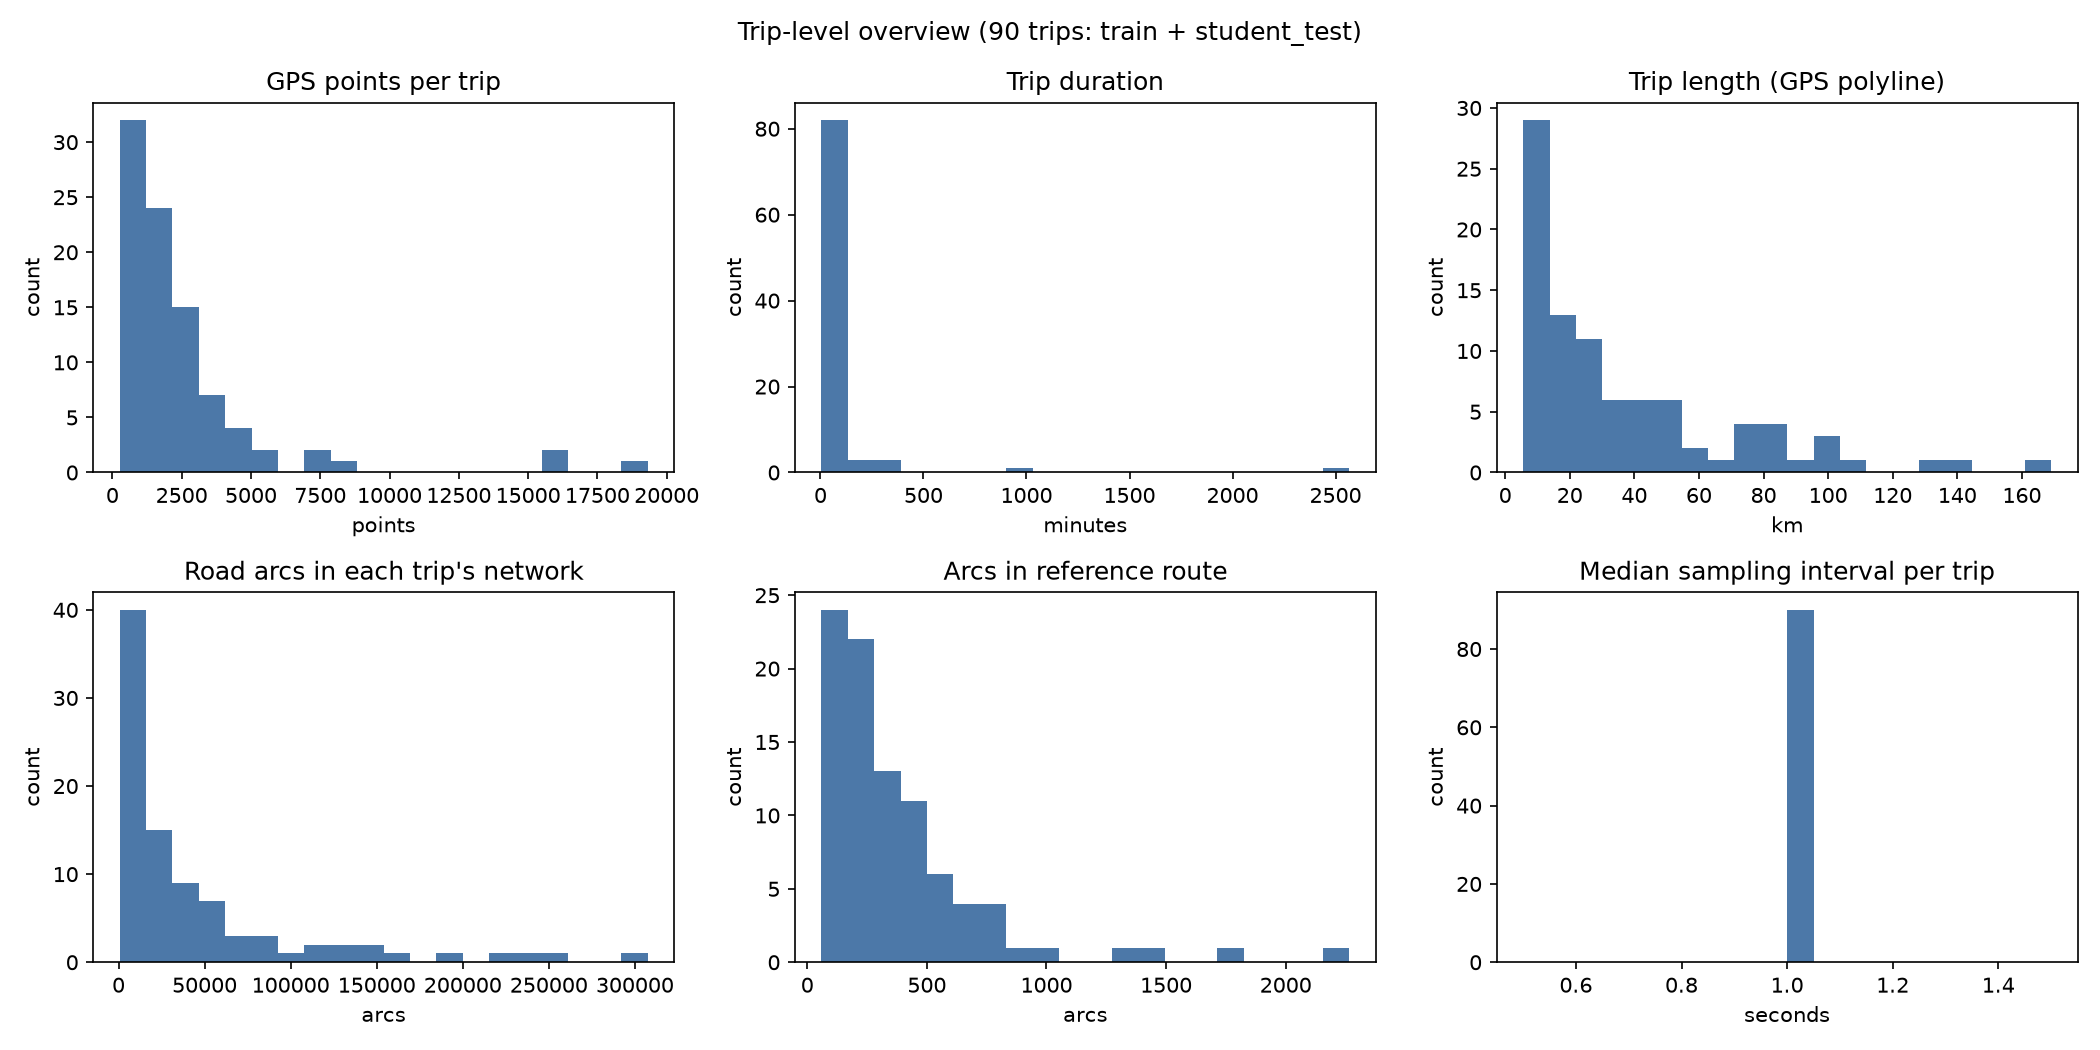 Trip-level overview (90 trips: train + student_test)
GPS points per trip
Trip duration
Trip length (GPS polyline)
count
30
25
20
15
10
5
0
0 2500 5000 7500 10000 12500 15000 17500 20000
points
count
80
60
40
20
0
0 500 1000 1500 2000 2500
minutes
count
30
25
20
15
10
5
0
0 20 40 60 80 100 120 140 160
km
Road arcs in each trip's network
Arcs in reference route
Median sampling interval per trip
count
40
30
20
10
0
0 50000 100000 150000 200000 250000 300000
arcs
count
25
20
15
10
5
0
0 500 1000 1500 2000
arcs
count
80
60
40
20
0
0.6 0.8 1.0 1.2 1.4
seconds